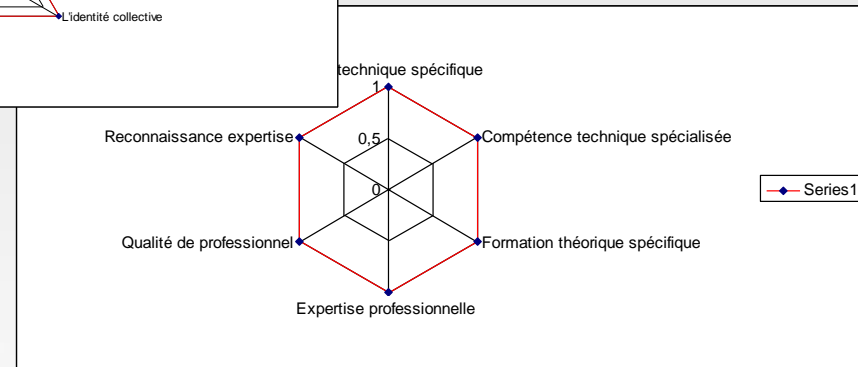 L'identité collective
technique spécifique
1
Reconnaissance expertise
Compétence technique spécialisée
0,5
0
Series1
Qualité de professionnel
Formation théorique spécifique
Expertise professionnelle